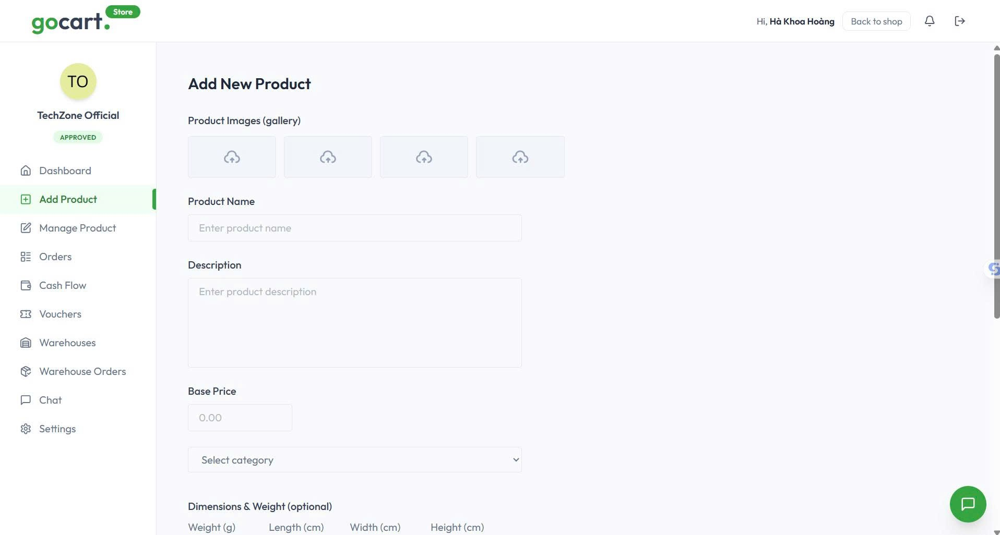 gocart.
Store
Hi, Hà Khoa Hoàng
Back to shop
TO
TechZone Official
APPROVED
Dashboard
Add Product
Manage Product
Orders
Cash Flow
Vouchers
Warehouses
Warehouse Orders
Chat
Settings
Add New Product
Product Images (gallery)
Product Name
Enter product name
Description
Enter product description
Base Price
0.00
Select category
Dimensions & Weight (optional)
Weight (g)
Length (cm)
Width (cm)
Height (cm)